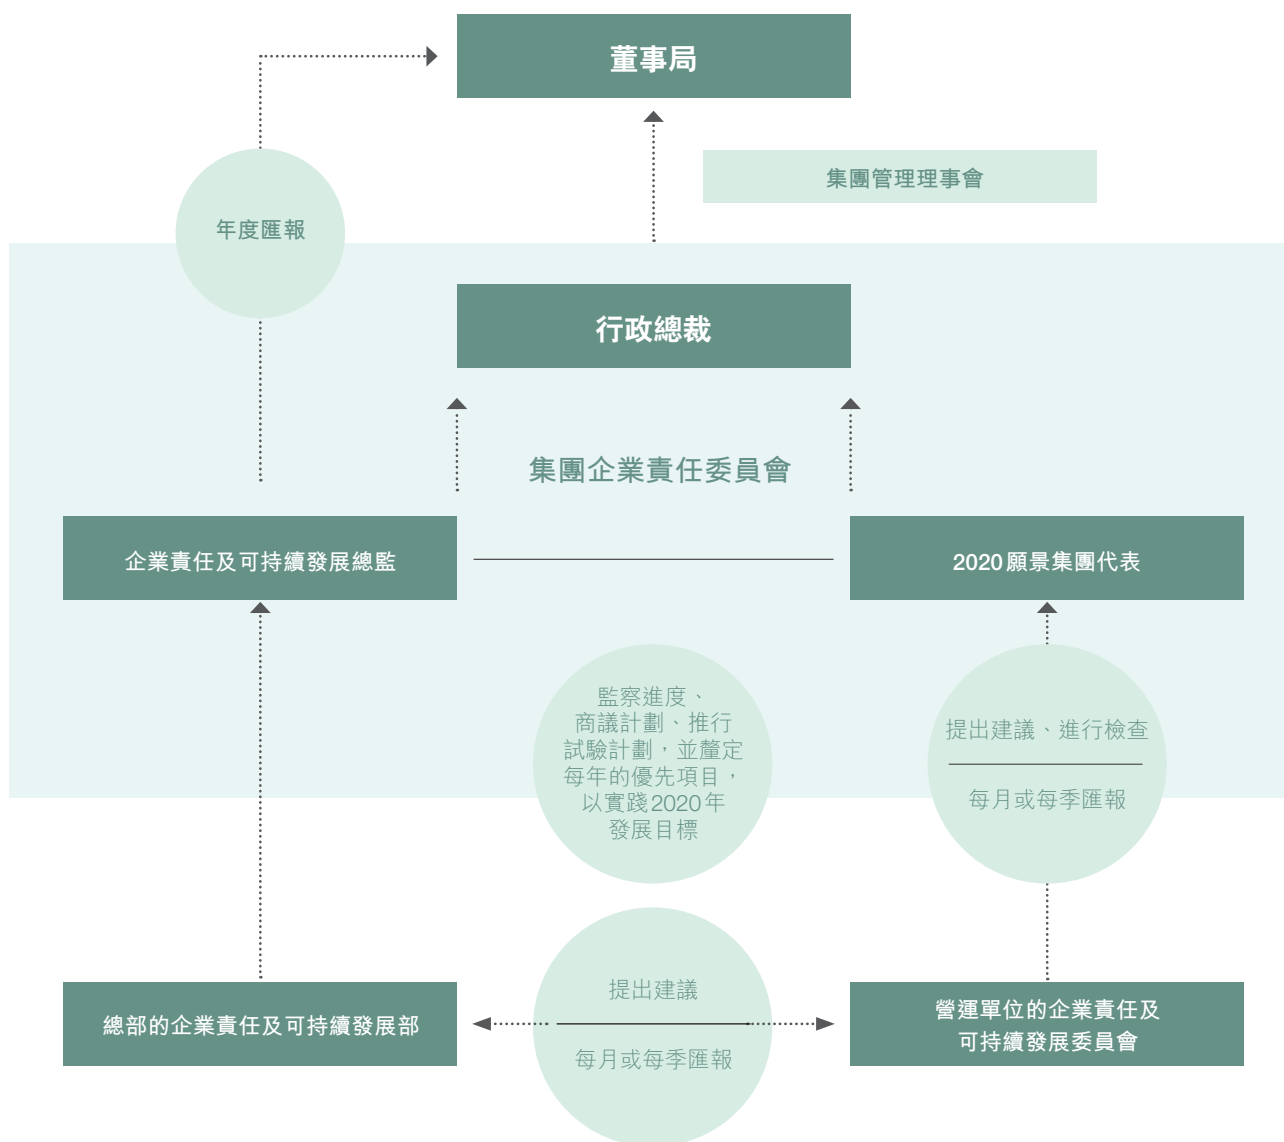 董事局
集團管理理事會
年度匯報
行政總裁
集團企業責任委員會
企業責任及可持續發展總監
2020願景集團代表
監察進度、
商議計劃、推行
試驗計劃，並釐定
每年的優先項目，
以實踐2020年
發展目標
提出建議、進行檢查
每月或每季匯報
提出建議
每月或每季匯報
總部的企業責任及可持續發展部
營運單位的企業責任及
可持續發展委員會